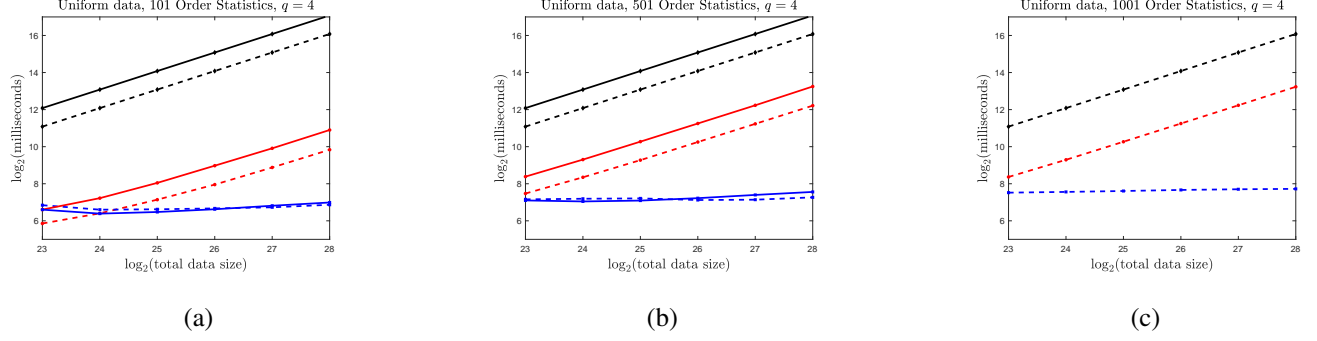 Uniform data, 101 Order Statistics, q = 4
16
14
12
10
8
6
log₂(milliseconds)
23 24 25 26 27 28
log₂(total data size)
(a)
Uniform data, 501 Order Statistics, q = 4
16
14
12
10
8
6
log₂(milliseconds)
23 24 25 26 27 28
log₂(total data size)
(b)
Uniform data, 1001 Order Statistics, q = 4
16
14
12
10
8
6
log₂(milliseconds)
23 24 25 26 27 28
log₂(total data size)
(c)